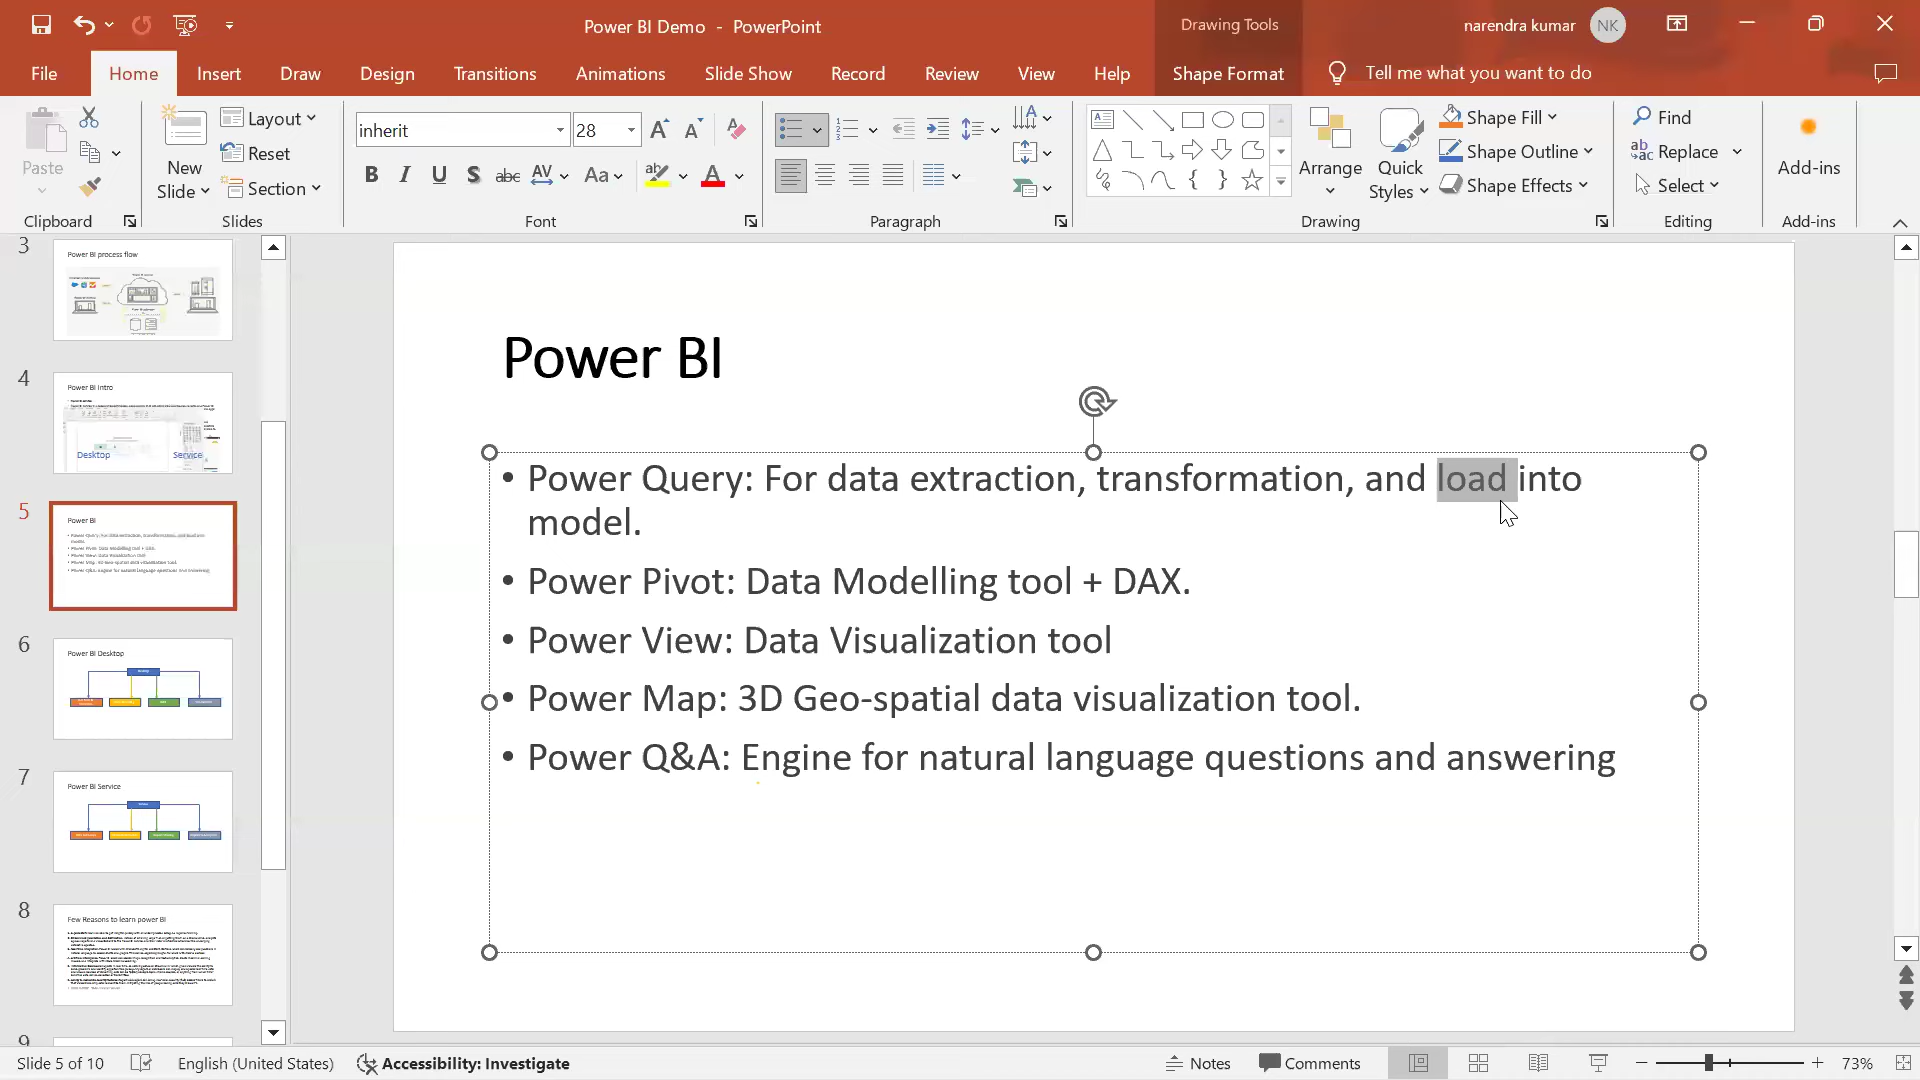 Power BI Demo - PowerPoint
Drawing Tools
narendra kumar
NK
File
Home
Insert
Draw
Design
Transitions
Animations
Slide Show
Record
Review
View
Help
Shape Format
Tell me what you want to do
Paste
New
Slide
Layout
Reset
Section
inherit
28
Arrange
Quick
Styles
Shape Fill
Shape Outline
Shape Effects
Find
Replace
Select
Add-ins
Clipboard
Slides
Font
Paragraph
Drawing
Editing
Add-ins
3
Power BI process flow
4
Power BI Intro
Desktop
Service
5
Power BI
6
Power BI Desktop
7
Power BI Service
8
Few Reasons to learn power BI
9
Power BI
• Power Query: For data extraction, transformation, and load into
model.
• Power Pivot: Data Modelling tool + DAX.
• Power View: Data Visualization tool
• Power Map: 3D Geo-spatial data visualization tool.
• Power Q&A: Engine for natural language questions and answering
Slide 5 of 10
English (United States)
Accessibility: Investigate
Notes
Comments
73%